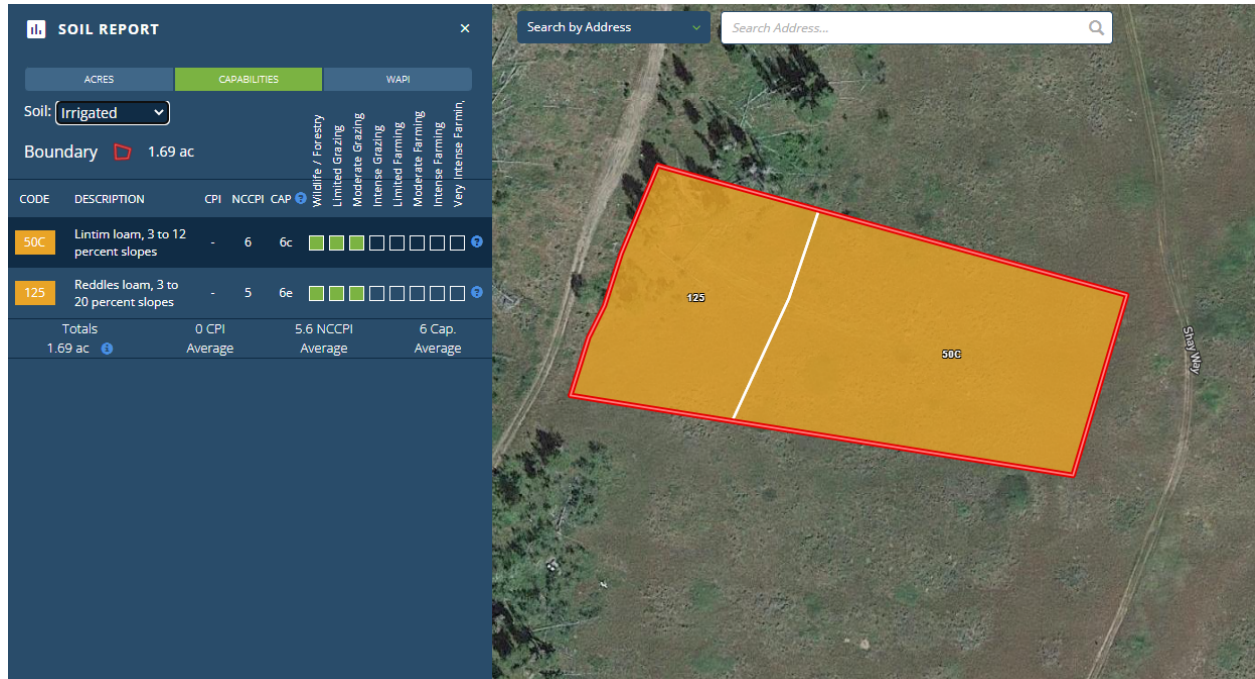 SOIL REPORT
×
ACRES
CAPABILITIES
WAPI
Soil: Irrigated
Boundary 1.69 ac
CODE
DESCRIPTION
CPI
NCCPI
CAP
?
Wildlife / Forestry
Limited Grazing
Moderate Grazing
Intense Grazing
Limited Farming
Moderate Farming
Intense Farming
Very Intense Farmin,
50C
Lintim loam, 3 to 12
percent slopes
-
6
6c
?
125
Reddles loam, 3 to
20 percent slopes
-
5
6e
?
Totals
1.69 ac
i
0 CPI
Average
5.6 NCCPI
Average
6 Cap.
Average
Search by Address
Search Address...
125
50C
Shay Way